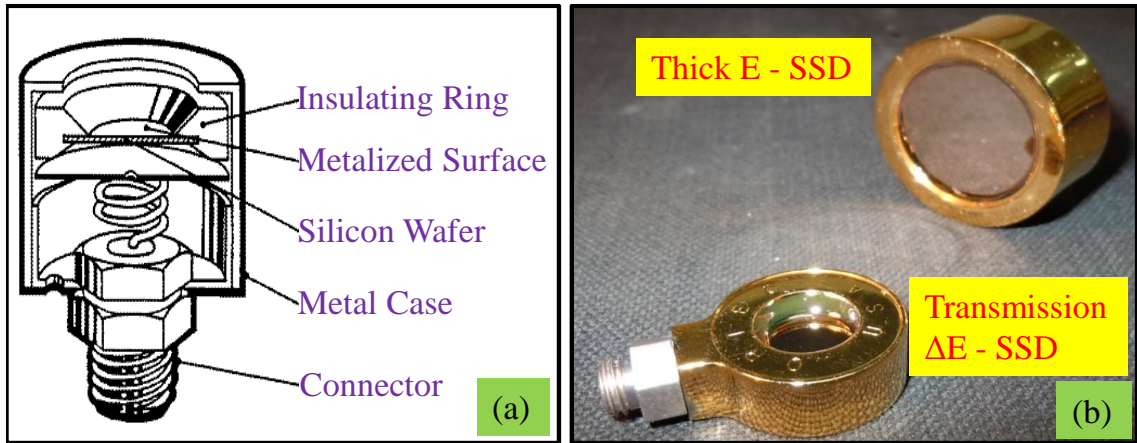 Insulating Ring
Metalized Surface
Silicon Wafer
Metal Case
Connector
(a)
Thick E - SSD
Transmission
ΔE - SSD
(b)